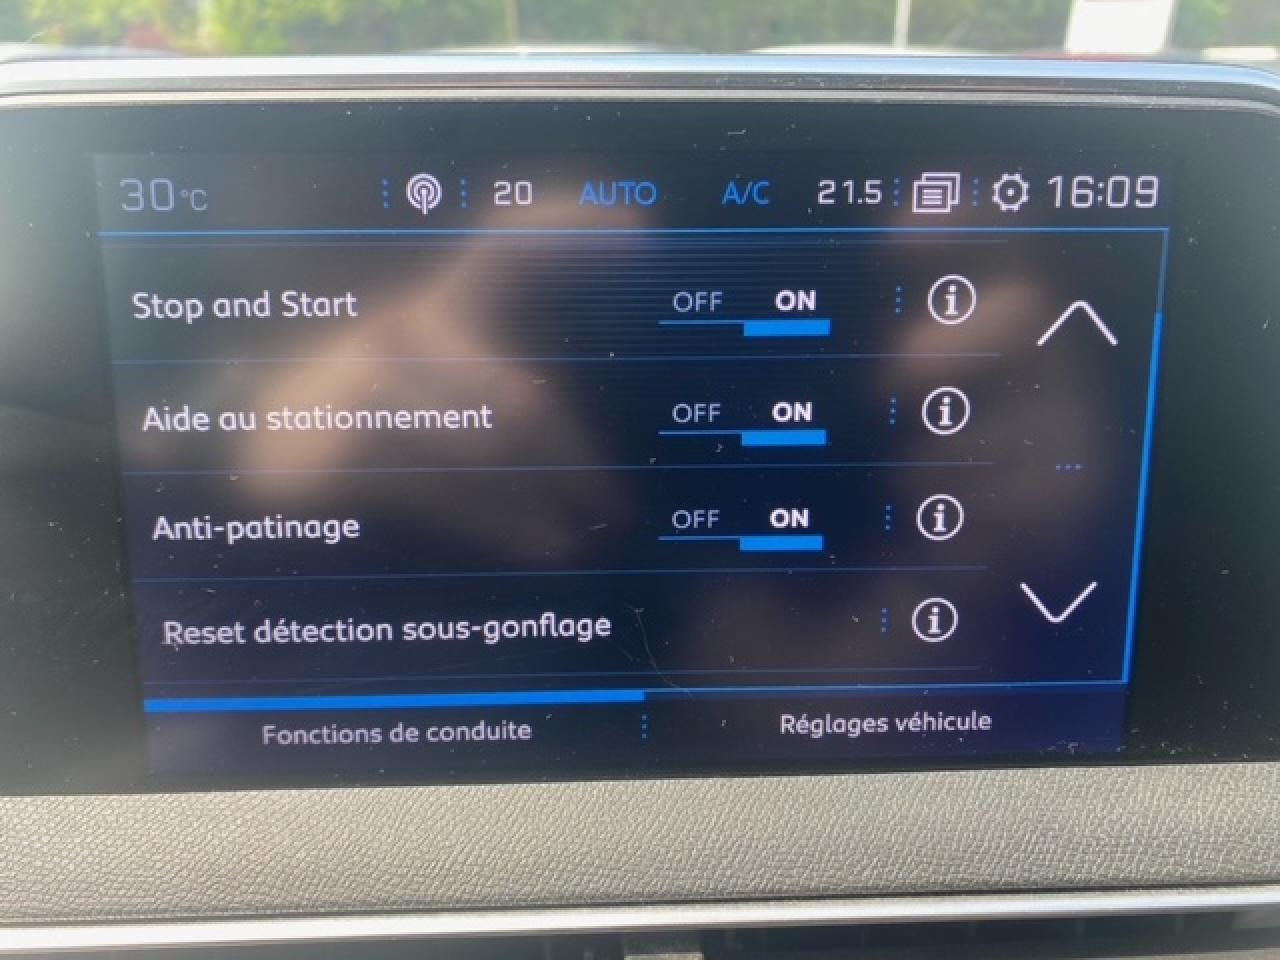 30°C 20 AUTO A/C 21.5 16:09
Stop and Start OFF ON i
Aide au stationnement OFF ON i
Anti-patinage OFF ON i
Reset détection sous-gonflage i
Fonctions de conduite Réglages véhicule